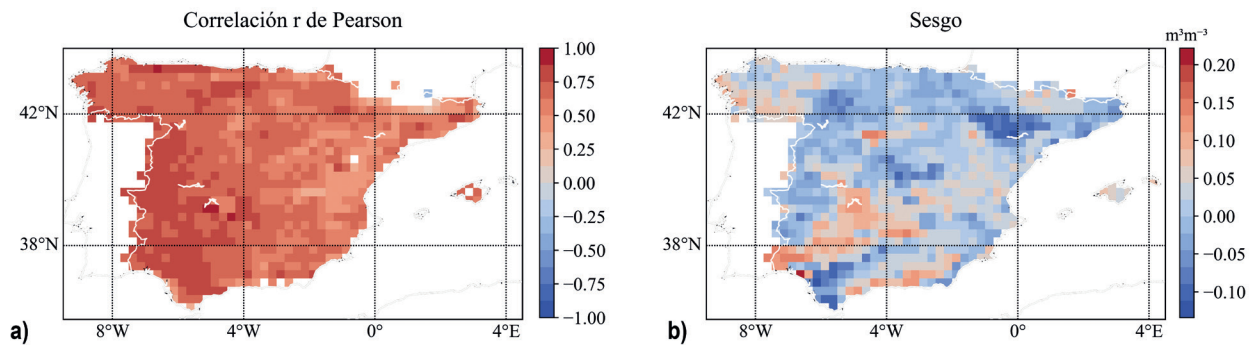 Correlación r de Pearson
42°N
38°N
8°W
4°W
0°
4°E
1.00
0.75
0.50
0.25
0.00
−0.25
−0.50
−0.75
−1.00
a)
Sesgo
m³m⁻³
42°N
38°N
8°W
4°W
0°
4°E
0.20
0.15
0.10
0.05
0.00
−0.05
−0.10
b)